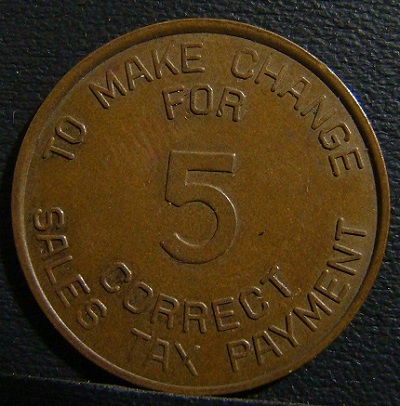 TO MAKE CHANGE
FOR
5
CORRECT
SALES TAX PAYMENT